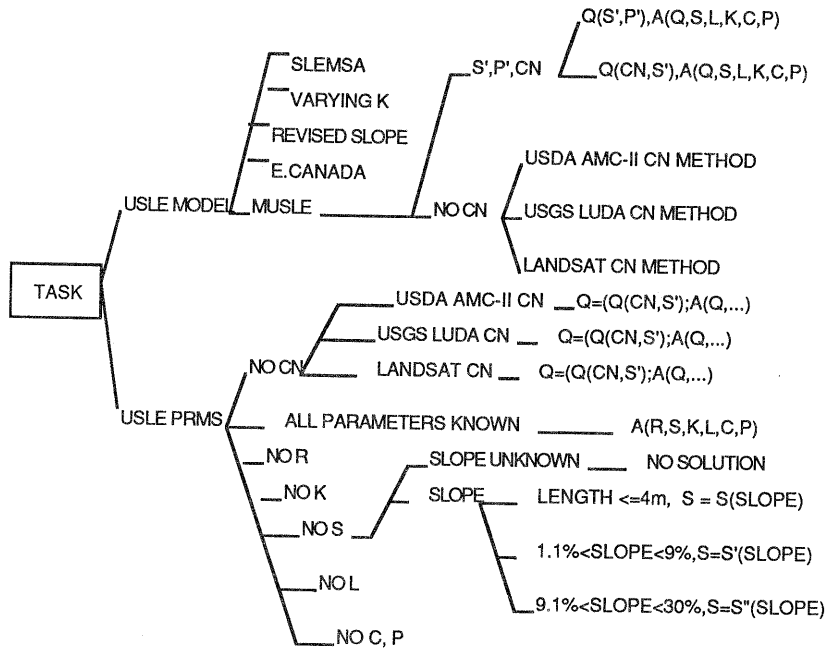 Q(S',P'),A(Q,S,L,K,C,P)
SLEMSA
S',P',CN
Q(CN,S'),A(Q,S,L,K,C,P)
VARYING K
REVISED SLOPE
E.CANADA
USDA AMC-II CN METHOD
USLE MODEL
MUSLE
NO CN
USGS LUDA CN METHOD
LANDSAT CN METHOD
TASK
USDA AMC-II CN
Q=(Q(CN,S');A(Q,...)
USGS LUDA CN
Q=(Q(CN,S');A(Q,...)
NO CN
LANDSAT CN
Q=(Q(CN,S');A(Q,...)
USLE PRMS
ALL PARAMETERS KNOWN
A(R,S,K,L,C,P)
NO R
SLOPE UNKNOWN
NO SOLUTION
NO K
SLOPE
LENGTH <=4m, S = S(SLOPE)
NO S
1.1%<SLOPE<9%,S=S'(SLOPE)
NO L
9.1%<SLOPE<30%,S=S"(SLOPE)
NO C, P